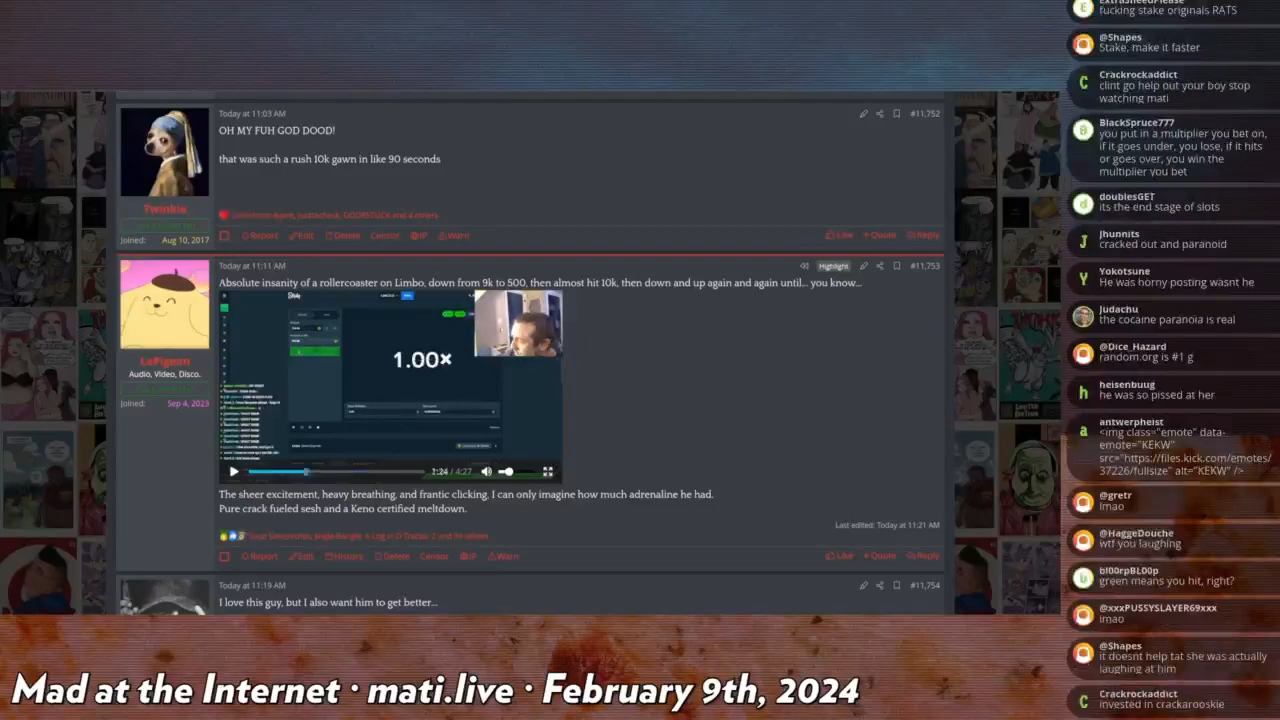 Today at 11:03 AM
#11,752
OH MY FUH GOD DOOD!
that was such a rush 10k gawn in like 90 seconds
Twinkie
Joined: Aug 10, 2017
Report Edit Delete Censor IP Warn
Like Quote Reply
Today at 11:11 AM
Highlight
#11,753
Absolute insanity of a rollercoaster on Limbo, down from 9k to 500, then almost hit 10k, then down and up again and again until... you know...
LaPigeon
Audio, Video, Disco.
Joined: Sep 4, 2023
Stake
1.00×
1:24 / 4:27
The sheer excitement, heavy breathing, and frantic clicking. I can only imagine how much adrenaline he had.
Pure crack fueled sesh and a Keno certified meltdown.
Last edited: Today at 11:21 AM
Report Edit History Delete Censor IP Warn
Like Quote Reply
Today at 11:19 AM
#11,754
I love this guy, but I also want him to get better...
Mad at the Internet · mati.live · February 9th, 2024
ExtraSneedPlease
fucking stake originals RATS
@Shapes
Stake, make it faster
Crackrockaddict
clint go help out your boy stop
watching mati
BlackSpruce777
you put in a multiplier you bet on,
if it goes under, you lose, if it hits
or goes over, you win the
multiplier you bet
doublesGET
its the end stage of slots
Jhunnits
cracked out and paranoid
Yokotsune
He was horny posting wasnt he
Judachu
the cocaine paranoia is real
@Dice_Hazard
random.org is #1 g
heisenbuug
he was so pissed at her
antwerpheist
<img class="emote" data-
emote="KEKW"
src="https://files.kick.com/emotes/
37226/fullsize" alt="KEKW" />
@gretr
lmao
@HaggeDouche
wtf you laughing
bl00rpBL00p
green means you hit, right?
@xxxPUSSYSLAYER69xxx
lmao
@Shapes
it doesnt help tat she was actually
laughing at him
Crackrockaddict
invested in crackarooskie